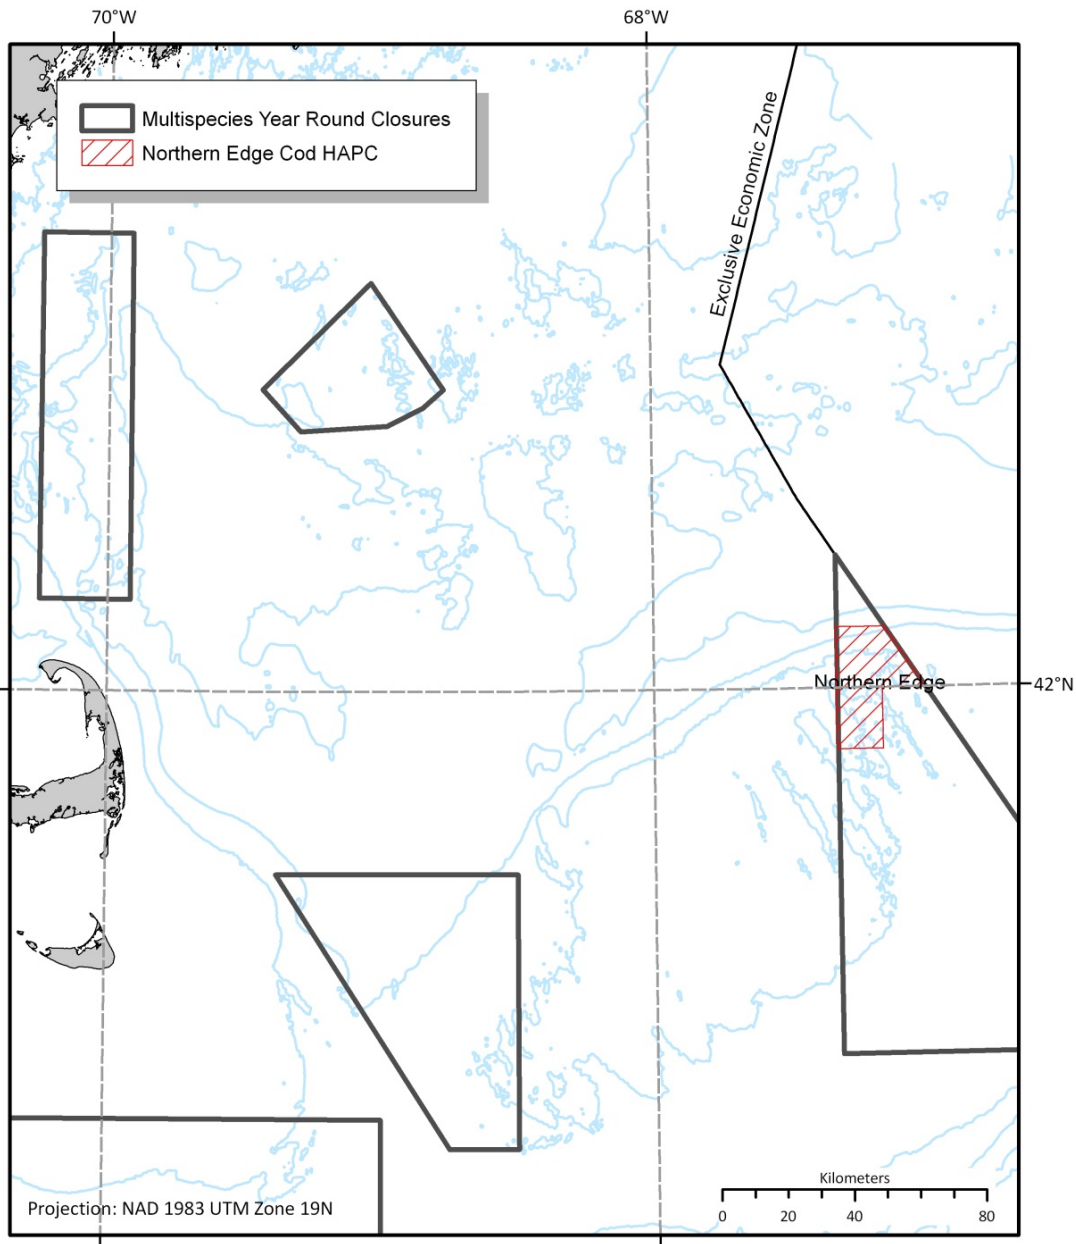 70°W
68°W
Multispecies Year Round Closures
Northern Edge Cod HAPC
Exclusive Economic Zone
Northern Edge
42°N
Kilometers
0 20 40 80
Projection: NAD 1983 UTM Zone 19N